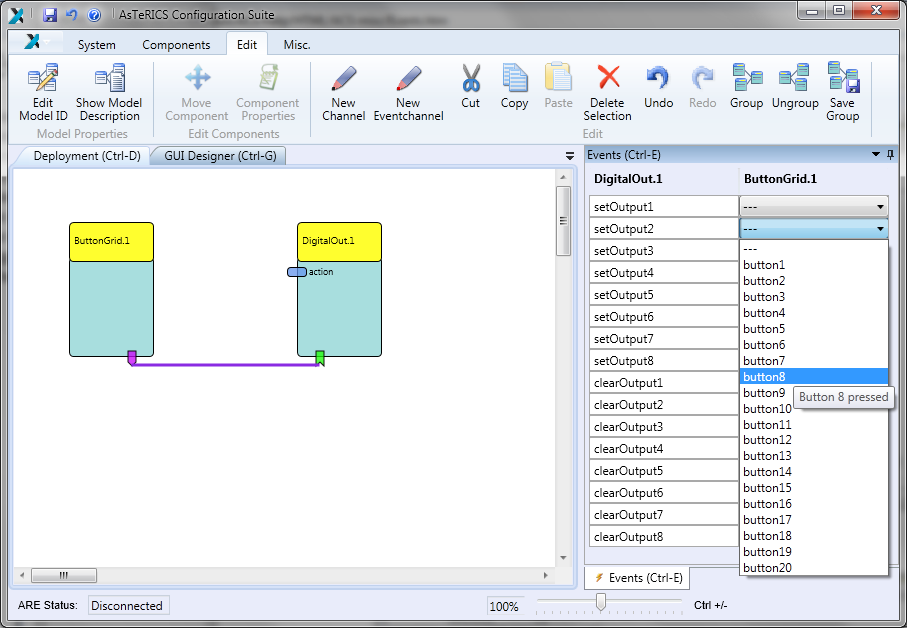 AsTeRICS Configuration Suite
System Components Edit Misc.
Edit Model ID
Show Model Description
Move Component
Component Properties
New Channel
New Eventchannel
Cut
Copy
Paste
Delete Selection
Undo
Redo
Group
Ungroup
Save Group
Model Properties
Edit Components
Edit
Deployment (Ctrl-D)
GUI Designer (Ctrl-G)
ButtonGrid.1
DigitalOut.1
action
Events (Ctrl-E)
DigitalOut.1 ButtonGrid.1
setOutput1 ---
setOutput2 ---
setOutput3
setOutput4
setOutput5
setOutput6
setOutput7
setOutput8
clearOutput1
clearOutput2
clearOutput3
clearOutput4
clearOutput5
clearOutput6
clearOutput7
clearOutput8
---
button1
button2
button3
button4
button5
button6
button7
button8
button9
button10
button11
button12
button13
button14
button15
button16
button17
button18
button19
button20
Button 8 pressed
Events (Ctrl-E)
ARE Status: Disconnected
100%
Ctrl +/-